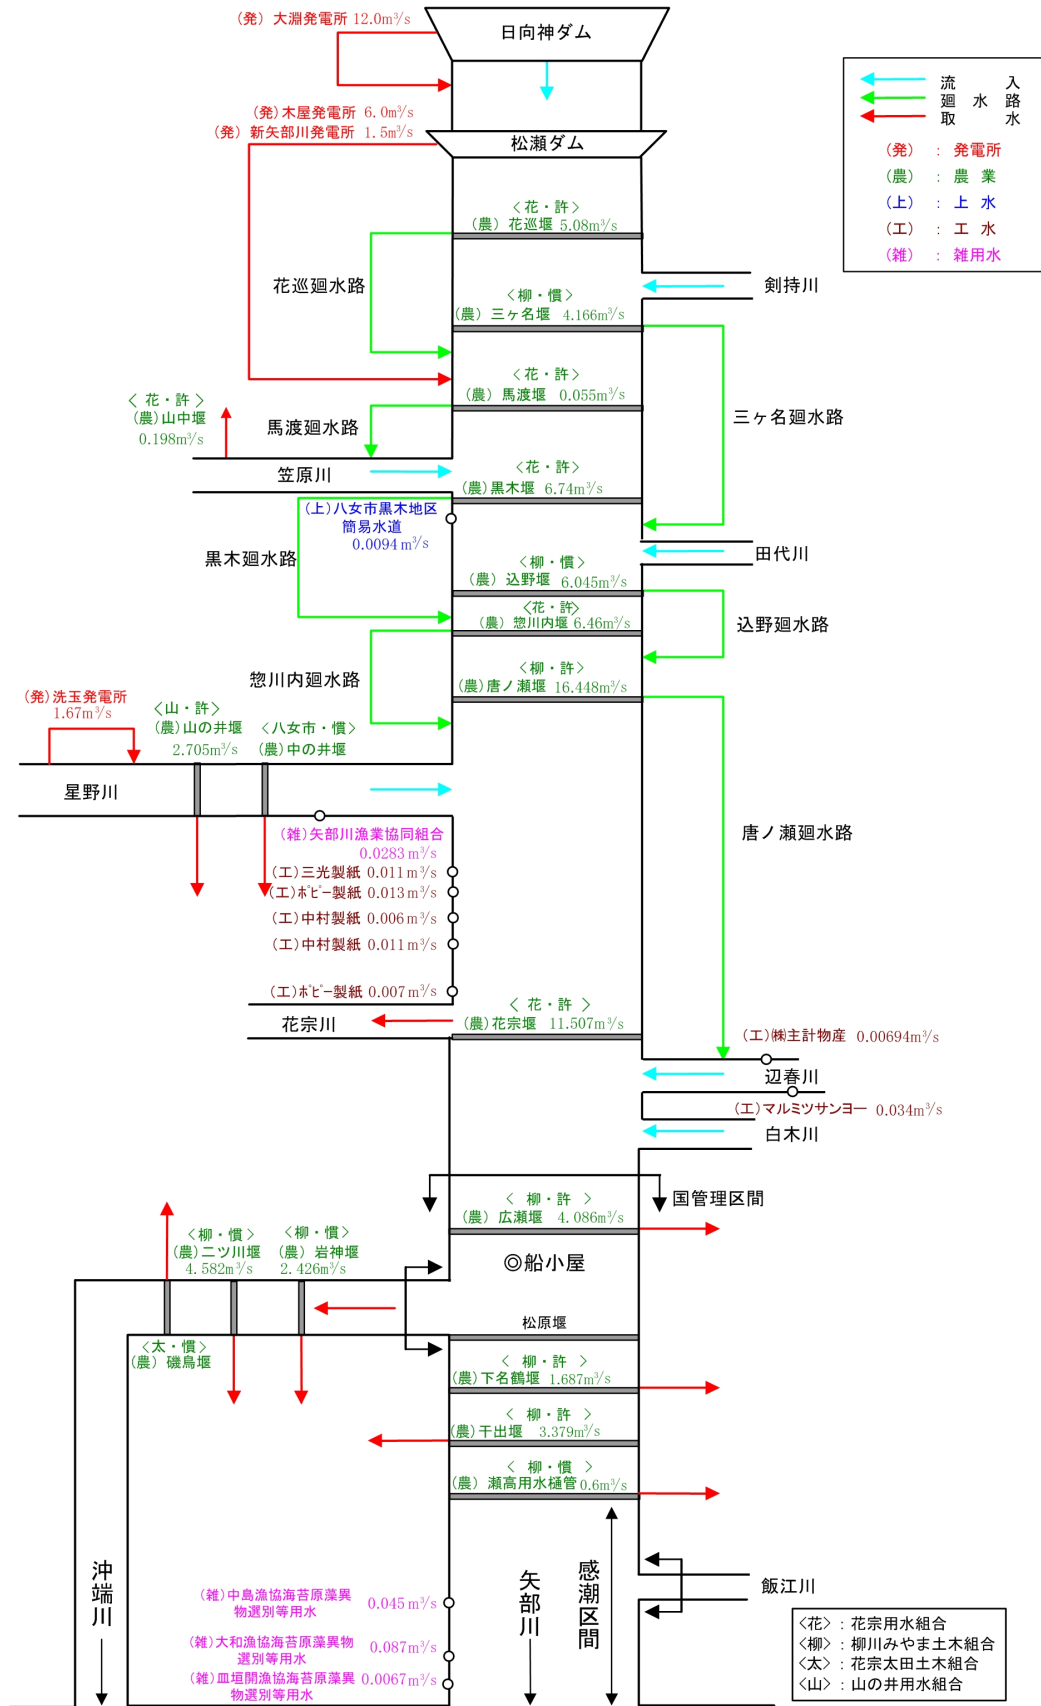 (発) 大淵発電所 12.0m³/s
日向神ダム
(発)木屋発電所 6.0m³/s
(発) 新矢部川発電所 1.5m³/s
松瀬ダム
流　　入
廻 水 路
取　　水
(発) : 発電所
(農) : 農 業
(上) : 上 水
(工) : 工 水
(雑) : 雑用水
<花・許>
(農) 花巡堰 5.08m³/s
花巡廻水路
剣持川
<柳・慣>
(農) 三ヶ名堰 4.166m³/s
<花・許>
(農) 馬渡堰 0.055m³/s
三ヶ名廻水路
< 花・許>
(農)山中堰
0.198m³/s
馬渡廻水路
笠原川
<花・許>
(農)黒木堰 6.74m³/s
(上)八女市黒木地区
簡易水道
0.0094m³/s
黒木廻水路
田代川
<柳・慣>
(農) 込野堰 6.045m³/s
<花・許>
(農) 惣川内堰 6.46m³/s
込野廻水路
惣川内廻水路
<柳・許>
(農)唐ノ瀬堰 16.448m³/s
(発)洗玉発電所
1.67m³/s
<山・許>
(農)山の井堰
2.705m³/s
<八女市・慣>
(農)中の井堰
星野川
唐ノ瀬廻水路
(雑)矢部川漁業協同組合
0.0283m³/s
(工)三光製紙 0.011m³/s
(工)ﾎﾟﾋﾟｰ製紙 0.013m³/s
(工)中村製紙 0.006m³/s
(工)中村製紙 0.011m³/s
(工)ﾎﾟﾋﾟｰ製紙 0.007m³/s
花宗川
< 花・許 >
(農)花宗堰 11.507m³/s
(工)㈱主計物産 0.00694m³/s
辺春川
(工)マルミツサンヨー 0.034m³/s
白木川
国管理区間
< 柳・許 >
(農) 広瀬堰 4.086m³/s
<柳・慣>
(農)二ツ川堰
4.582m³/s
<柳・慣>
(農) 岩神堰
2.426m³/s
◎船小屋
松原堰
<太・慣>
(農) 磯鳥堰
< 柳・許 >
(農)下名鶴堰 1.687m³/s
< 柳・許 >
(農)干出堰 3.379m³/s
< 柳・慣 >
(農) 瀬高用水樋管 0.6m³/s
沖端川
矢部川
感潮区間
飯江川
(雑)中島漁協海苔原藻異
物選別等用水
0.045m³/s
(雑)大和漁協海苔原藻異物
選別等用水
0.087m³/s
(雑)皿垣開漁協海苔原藻異
物選別等用水
0.0067m³/s
<花> : 花宗用水組合
<柳> : 柳川みやま土木組合
<太> : 花宗太田土木組合
<山> : 山の井用水組合